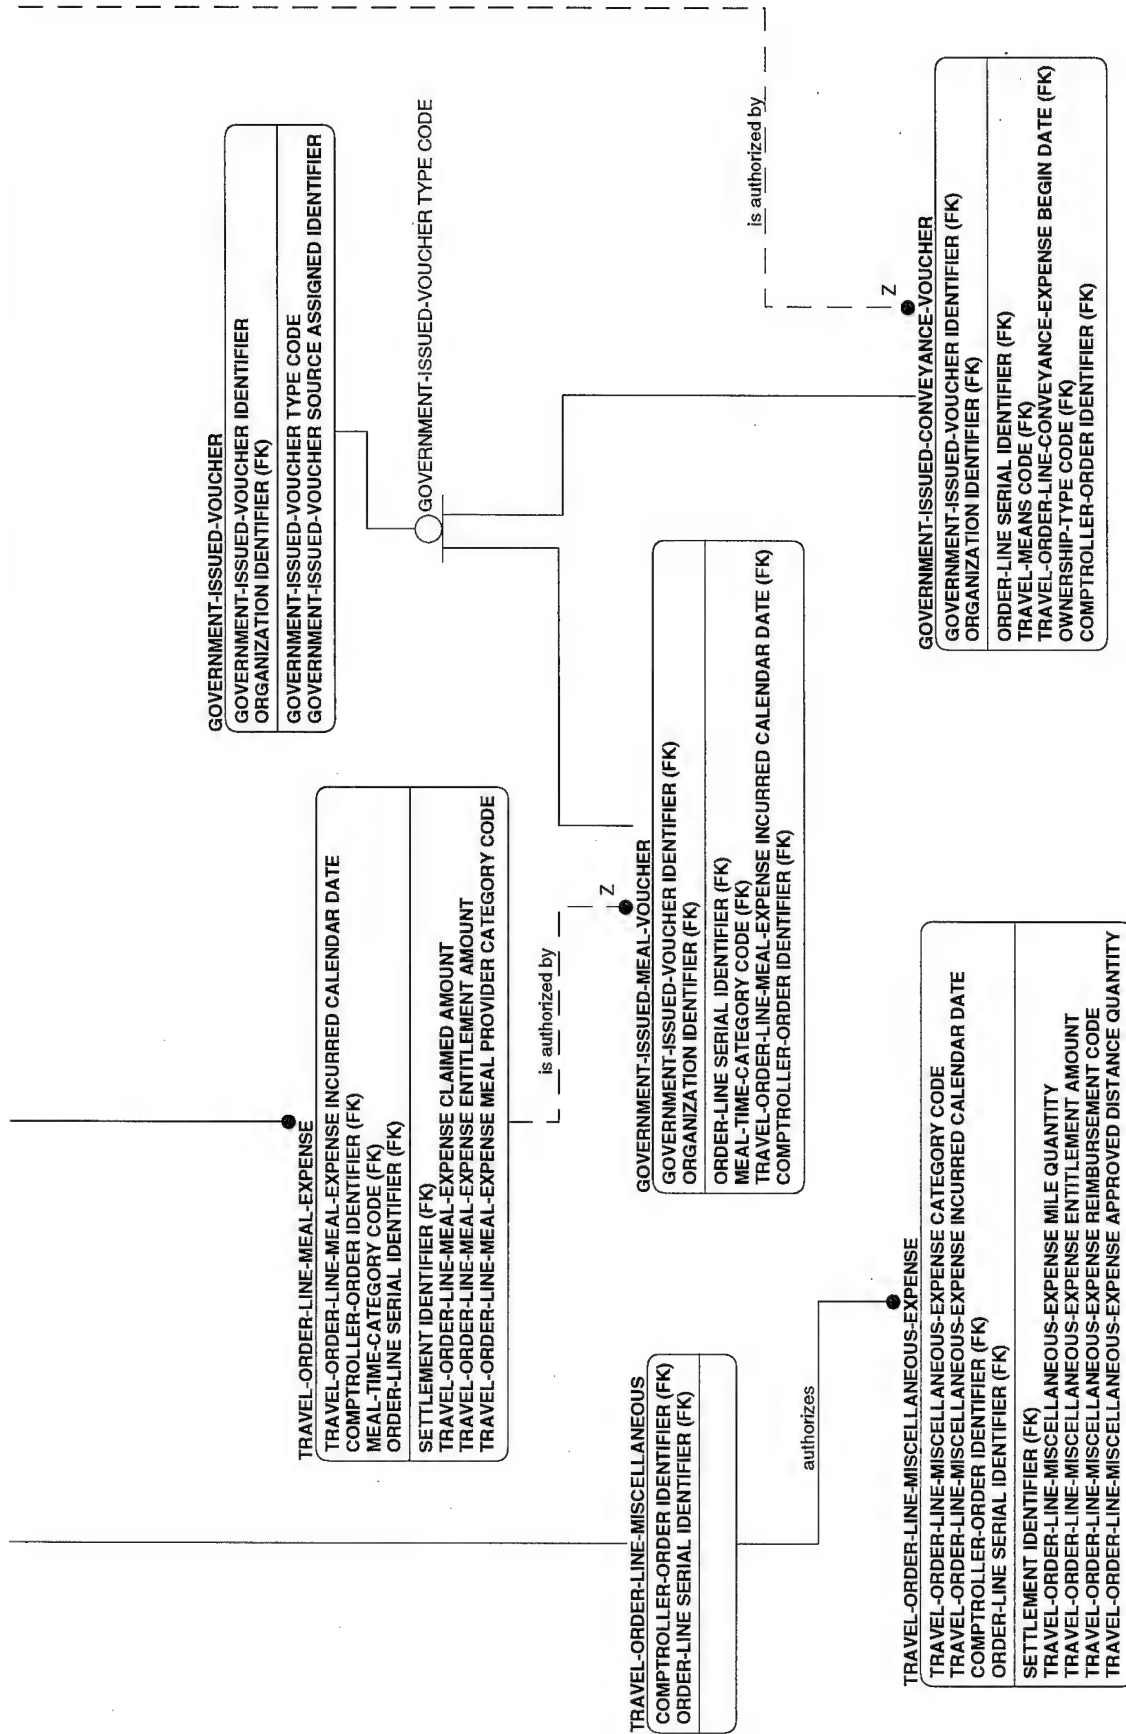 TRAVEL-ORDER-LINE-MEAL-EXPENSE
TRAVEL-ORDER-LINE-MEAL-EXPENSE INCURRED CALENDAR DATE
COMPTROLLER-ORDER IDENTIFIER (FK)
MEAL-TIME-CATEGORY CODE (FK)
ORDER-LINE SERIAL IDENTIFIER (FK)
SETTLEMENT IDENTIFIER (FK)
TRAVEL-ORDER-LINE-MEAL-EXPENSE CLAIMED AMOUNT
TRAVEL-ORDER-LINE-MEAL-EXPENSE ENTITLEMENT AMOUNT
TRAVEL-ORDER-LINE-MEAL-EXPENSE MEAL PROVIDER CATEGORY CODE
is authorized by
Z
GOVERNMENT-ISSUED-VOUCHER
GOVERNMENT-ISSUED-VOUCHER IDENTIFIER
ORGANIZATION IDENTIFIER (FK)
GOVERNMENT-ISSUED-VOUCHER TYPE CODE
GOVERNMENT-ISSUED-VOUCHER SOURCE ASSIGNED IDENTIFIER
GOVERNMENT-ISSUED-VOUCHER TYPE CODE
TRAVEL-ORDER-LINE-MISCELLANEOUS
COMPTROLLER-ORDER IDENTIFIER (FK)
ORDER-LINE SERIAL IDENTIFIER (FK)
authorizes
GOVERNMENT-ISSUED-MEAL-VOUCHER
GOVERNMENT-ISSUED-VOUCHER IDENTIFIER (FK)
ORGANIZATION IDENTIFIER (FK)
ORDER-LINE SERIAL IDENTIFIER (FK)
MEAL-TIME-CATEGORY CODE (FK)
TRAVEL-ORDER-LINE-MEAL-EXPENSE INCURRED CALENDAR DATE (FK)
COMPTROLLER-ORDER IDENTIFIER (FK)
is authorized by
Z
TRAVEL-ORDER-LINE-MISCELLANEOUS-EXPENSE
TRAVEL-ORDER-LINE-MISCELLANEOUS-EXPENSE CATEGORY CODE
TRAVEL-ORDER-LINE-MISCELLANEOUS-EXPENSE INCURRED CALENDAR DATE
COMPTROLLER-ORDER IDENTIFIER (FK)
ORDER-LINE SERIAL IDENTIFIER (FK)
SETTLEMENT IDENTIFIER (FK)
TRAVEL-ORDER-LINE-MISCELLANEOUS-EXPENSE MILE QUANTITY
TRAVEL-ORDER-LINE-MISCELLANEOUS-EXPENSE ENTITLEMENT AMOUNT
TRAVEL-ORDER-LINE-MISCELLANEOUS-EXPENSE REIMBURSEMENT CODE
TRAVEL-ORDER-LINE-MISCELLANEOUS-EXPENSE APPROVED DISTANCE QUANTITY
GOVERNMENT-ISSUED-CONVEYANCE-VOUCHER
GOVERNMENT-ISSUED-VOUCHER IDENTIFIER (FK)
ORGANIZATION IDENTIFIER (FK)
ORDER-LINE SERIAL IDENTIFIER (FK)
TRAVEL-MEANS CODE (FK)
TRAVEL-ORDER-LINE-CONVEYANCE-EXPENSE BEGIN DATE (FK)
OWNERSHIP-TYPE CODE (FK)
COMPTROLLER-ORDER IDENTIFIER (FK)